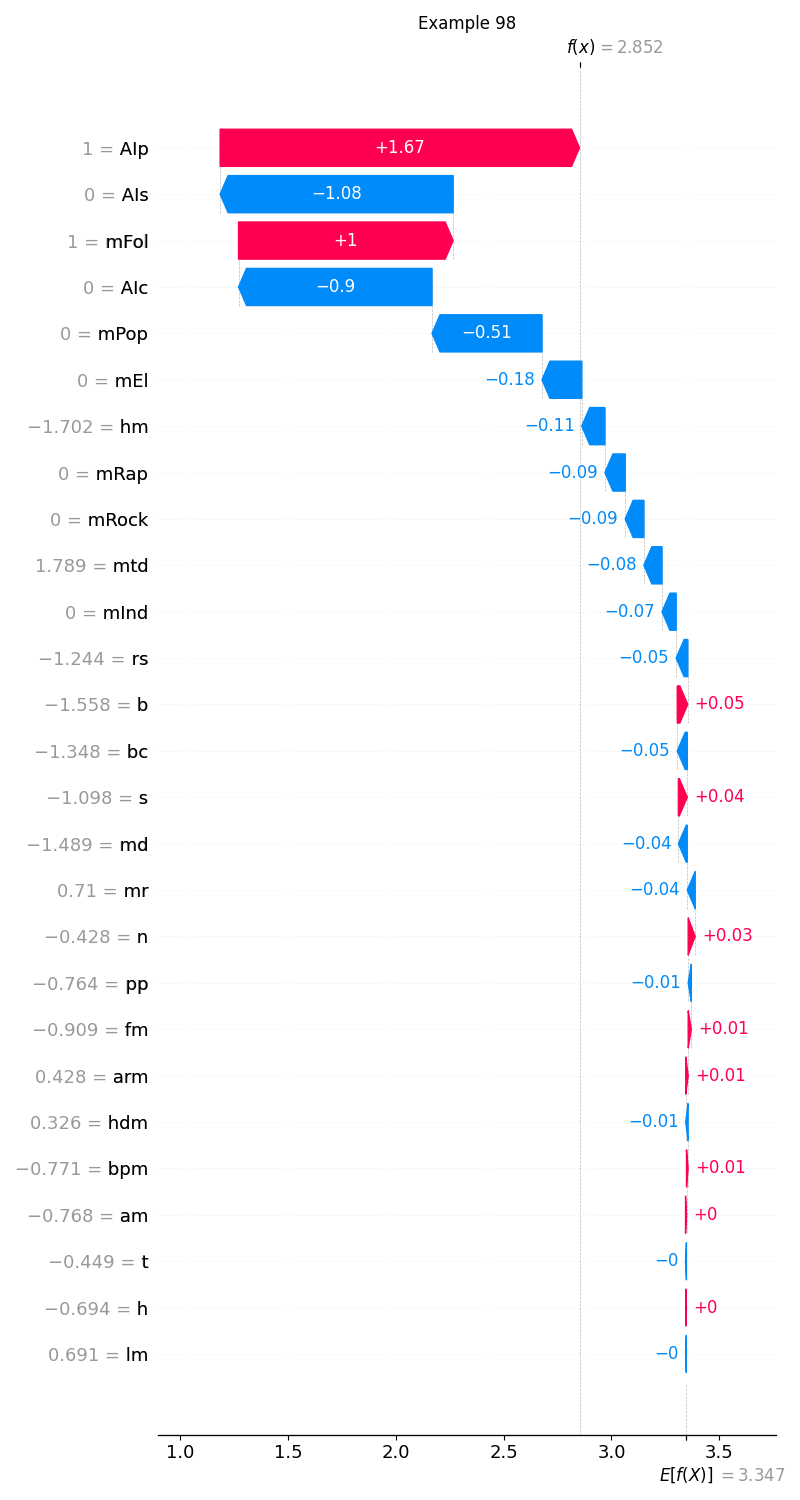 Example 98
f(x) = 2.852
1 = AIp +1.67
0 = AIs −1.08
1 = mFol +1
0 = AIc −0.9
0 = mPop −0.51
0 = mEl −0.18
−1.702 = hm −0.11
0 = mRap −0.09
0 = mRock −0.09
1.789 = mtd −0.08
0 = mInd −0.07
−1.244 = rs −0.05
−1.558 = b +0.05
−1.348 = bc −0.05
−1.098 = s +0.04
−1.489 = md −0.04
0.71 = mr −0.04
−0.428 = n +0.03
−0.764 = pp −0.01
−0.909 = fm +0.01
0.428 = arm +0.01
0.326 = hdm −0.01
−0.771 = bpm +0.01
−0.768 = am +0
−0.449 = t −0
−0.694 = h +0
0.691 = lm −0
1.0 1.5 2.0 2.5 3.0 3.5
E[f(X)] = 3.347